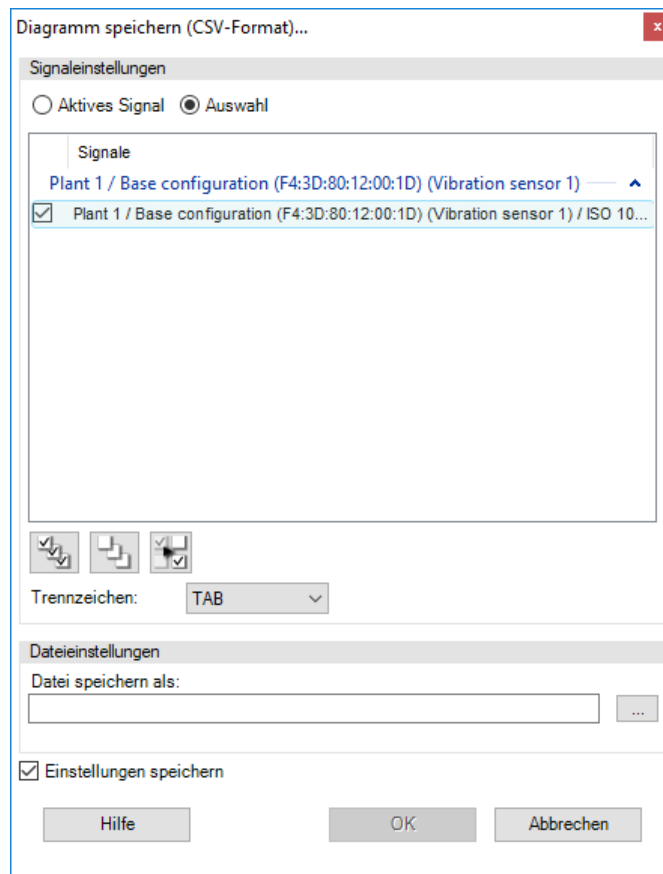 Diagramm speichern (CSV-Format)...
x
Signaleinstellungen
Aktives Signal Auswahl
Signale
Plant 1 / Base configuration (F4:3D:80:12:00:1D) (Vibration sensor 1)
Plant 1 / Base configuration (F4:3D:80:12:00:1D) (Vibration sensor 1) / ISO 10...
Trennzeichen: TAB
Dateieinstellungen
Datei speichern als:
...
Einstellungen speichern
Hilfe OK Abbrechen